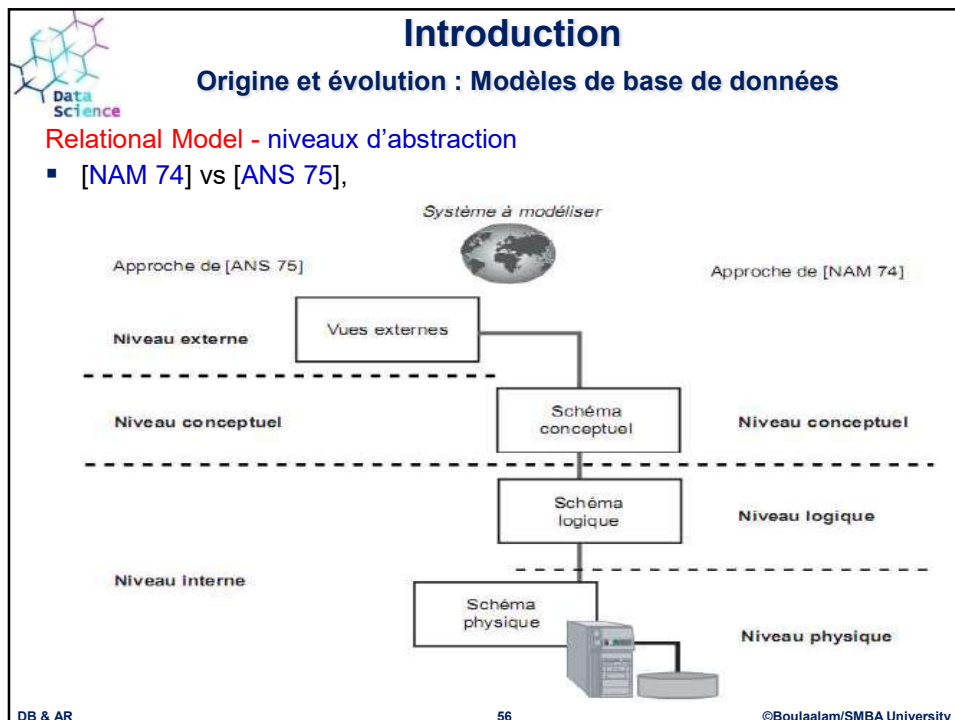 Introduction
Origine et évolution : Modèles de base de données
Data
Science
Relational Model - niveaux d’abstraction
▪ [NAM 74] vs [ANS 75],
Système à modéliser
Approche de [ANS 75]
Approche de [NAM 74]
Vues externes
Niveau externe
Niveau conceptuel
Schéma
conceptuel
Niveau conceptuel
Schéma
logique
Niveau logique
Niveau interne
Schéma
physique
Niveau physique
DB & AR
56
©Boulaalam/SMBA University